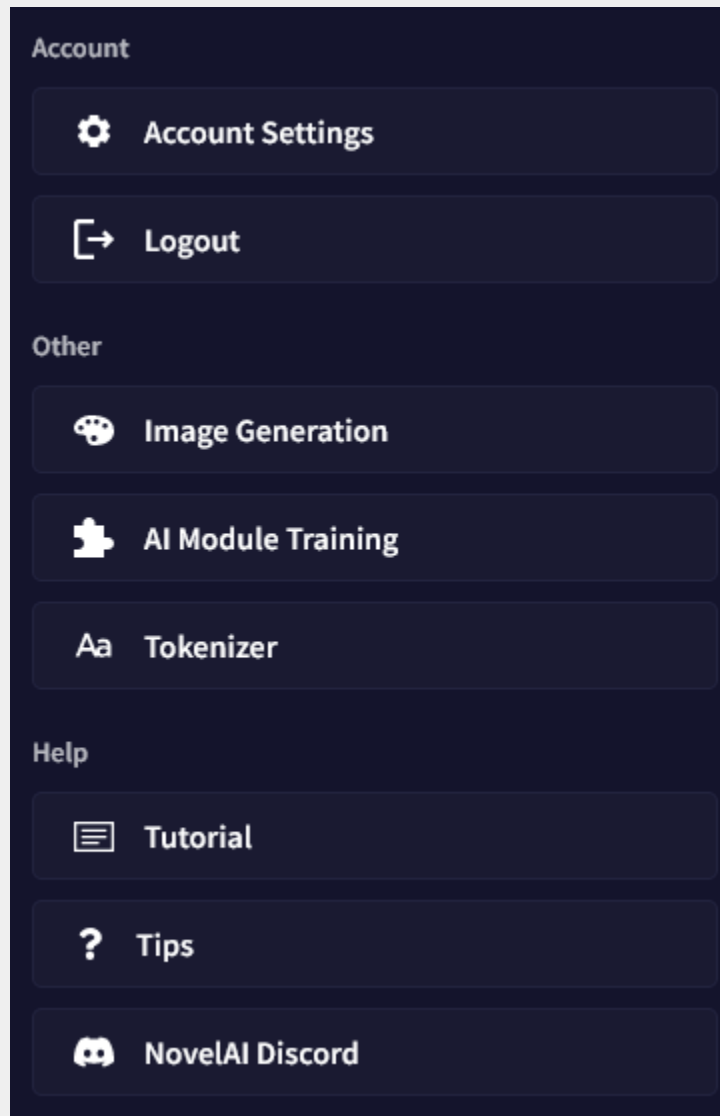 Account
Account Settings
Logout
Other
Image Generation
AI Module Training
Aa Tokenizer
Help
Tutorial
? Tips
NovelAI Discord